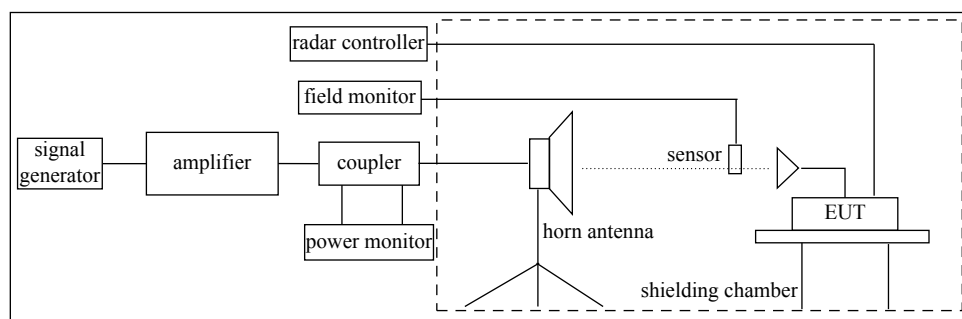 radar controller
field monitor
signal
generator
amplifier
coupler
sensor
EUT
power monitor
horn antenna
shielding chamber